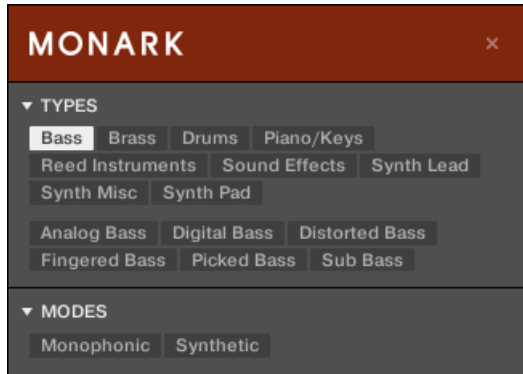 MONARK ×
▼ TYPES
Bass Brass Drums Piano/Keys
Reed Instruments Sound Effects Synth Lead
Synth Misc Synth Pad
Analog Bass Digital Bass Distorted Bass
Fingered Bass Picked Bass Sub Bass
▼ MODES
Monophonic Synthetic